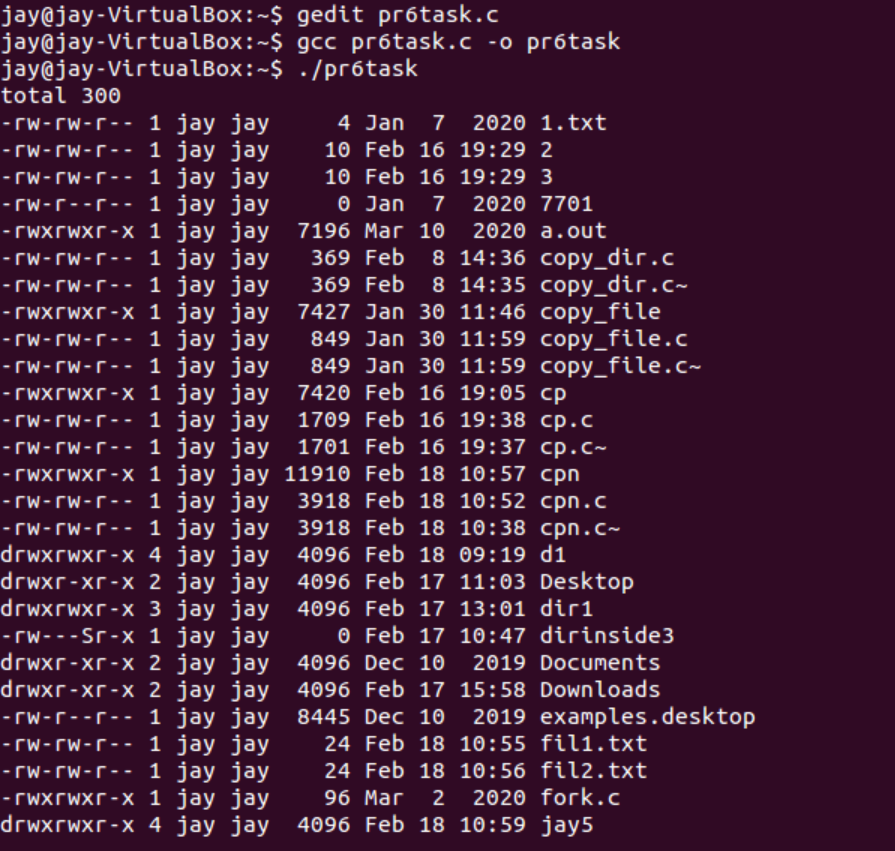 jay@jay-VirtualBox:~$ gedit pr6task.c
jay@jay-VirtualBox:~$ gcc pr6task.c -o pr6task
jay@jay-VirtualBox:~$ ./pr6task
total 300
-rw-rw-r-- 1 jay jay     4 Jan  7  2020 1.txt
-rw-rw-r-- 1 jay jay    10 Feb 16 19:29 2
-rw-rw-r-- 1 jay jay    10 Feb 16 19:29 3
-rw-r--r-- 1 jay jay     0 Jan  7  2020 7701
-rwxrwxr-x 1 jay jay  7196 Mar 10  2020 a.out
-rw-rw-r-- 1 jay jay   369 Feb  8 14:36 copy_dir.c
-rw-rw-r-- 1 jay jay   369 Feb  8 14:35 copy_dir.c~
-rwxrwxr-x 1 jay jay  7427 Jan 30 11:46 copy_file
-rw-rw-r-- 1 jay jay   849 Jan 30 11:59 copy_file.c
-rw-rw-r-- 1 jay jay   849 Jan 30 11:59 copy_file.c~
-rwxrwxr-x 1 jay jay  7420 Feb 16 19:05 cp
-rw-rw-r-- 1 jay jay  1709 Feb 16 19:38 cp.c
-rw-rw-r-- 1 jay jay  1701 Feb 16 19:37 cp.c~
-rwxrwxr-x 1 jay jay 11910 Feb 18 10:57 cpn
-rw-rw-r-- 1 jay jay  3918 Feb 18 10:52 cpn.c
-rw-rw-r-- 1 jay jay  3918 Feb 18 10:38 cpn.c~
drwxrwxr-x 4 jay jay  4096 Feb 18 09:19 d1
drwxr-xr-x 2 jay jay  4096 Feb 17 11:03 Desktop
drwxrwxr-x 3 jay jay  4096 Feb 17 13:01 dir1
-rw---Sr-x 1 jay jay     0 Feb 17 10:47 dirinside3
drwxr-xr-x 2 jay jay  4096 Dec 10  2019 Documents
drwxr-xr-x 2 jay jay  4096 Feb 17 15:58 Downloads
-rw-r--r-- 1 jay jay  8445 Dec 10  2019 examples.desktop
-rw-rw-r-- 1 jay jay    24 Feb 18 10:55 fil1.txt
-rw-rw-r-- 1 jay jay    24 Feb 18 10:56 fil2.txt
-rwxrwxr-x 1 jay jay    96 Mar  2  2020 fork.c
drwxrwxr-x 4 jay jay  4096 Feb 18 10:59 jay5